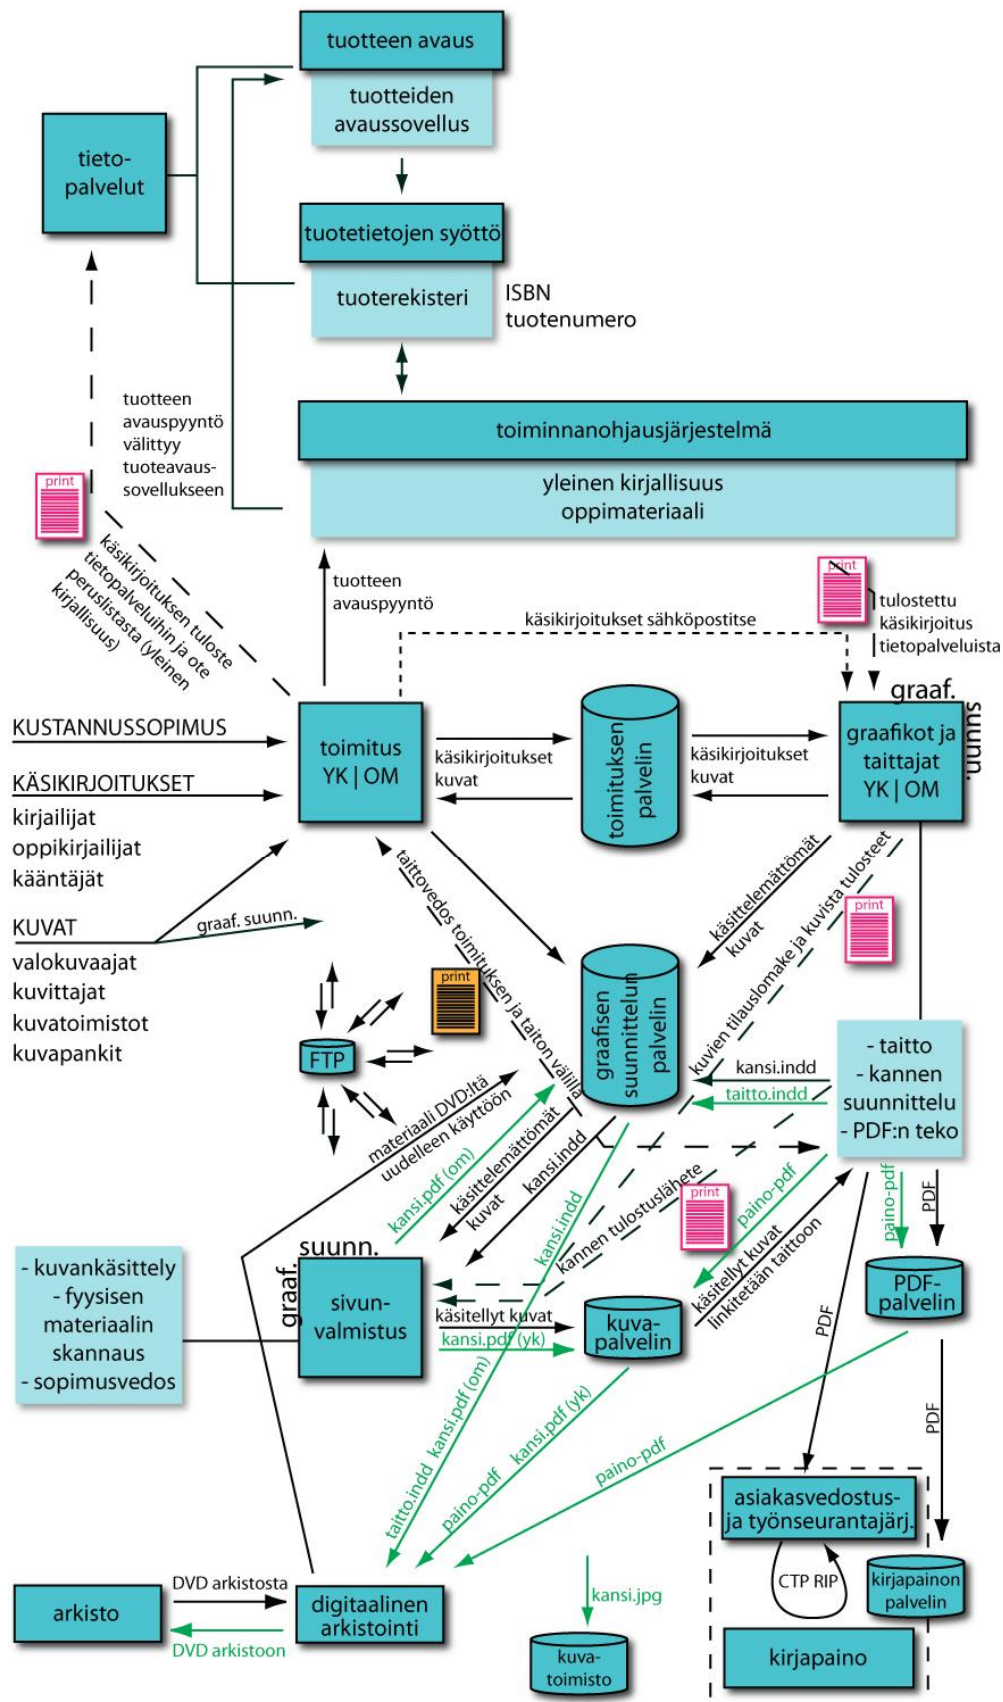 tuotteen avaus
tuotteiden
avaussovellus
tieto-
palvelut
tuotetietojen syöttö
tuoterekisteri
ISBN
tuotenumero
tuotteen
avauspyyntö
välittyy
tuoteavaus-
sovellukseen
toiminnanohjausjärjestelmä
yleinen kirjallisuus
oppimateriaali
print
käsikirjoituksen tuloste
tietopalveluihin ja ote
peruslistasta (yleinen
kirjallisuus)
tuotteen
avauspyyntö
print
tulostettu
käsikirjoitus
tietopalveluista
käsikirjoitukset sähköpostitse
graaf.
suunn.
KUSTANNUSSOPIMUS
KÄSIKIRJOITUKSET
kirjailijat
oppikirjailijat
kääntäjät
KUVAT
valokuvaajat
kuvittajat
kuvatoimistot
kuvapankit
graaf. suunn.
toimitus
YK | OM
käsikirjoitukset
kuvat
toimituksen
palvelin
käsikirjoitukset
kuvat
graafikot ja
taittajat
YK | OM
taittovedos toimituksen ja taiton välillä
käsittelemättömät
kuvat
kuvien tilauslomake ja kuvista tulosteet
print
print
FTP
graafisen
suunnittelun
palvelin
kansi.indd
taitto.indd
- taitto
- kannen
suunnittelu
- PDF:n teko
materiaali DVD:ltä
uudelleen käyttöön
kansi.pdf (om)
käsittelemättömät
kuvat
kansi.indd
kansi.indd
kannen tulostuslähete
print
paino-pdf
käsitellyt kuvat
linkitetään taittoon
paino-pdf
PDF
PDF
- kuvankäsittely
- fyysisen
materiaalin
skannaus
- sopimusvedos
graaf.
suunn.
sivun-
valmistus
käsitellyt kuvat
kansi.pdf (yk)
kuva-
palvelin
PDF-
palvelin
taitto.indd kansi.pdf (om)
paino-pdf kansi.pdf (yk)
paino-pdf
PDF
asiakasvedostus-
ja työnseurantajärj.
CTP RIP
kirjapainon
palvelin
kirjapaino
arkisto
DVD arkistosta
DVD arkistoon
digitaalinen
arkistointi
kansi.jpg
kuva-
toimisto